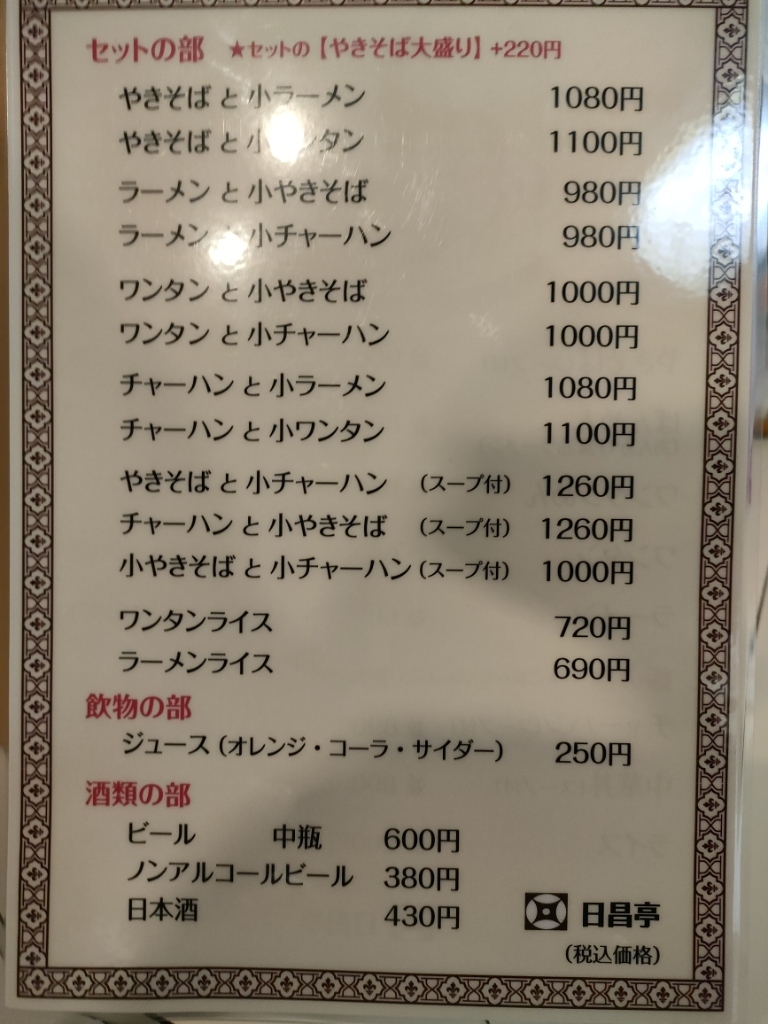 セットの部 ★セットの【やきそば大盛り】+220円
やきそば と 小ラーメン 1080円
やきそば と 小ワンタン 1100円
ラーメン と 小やきそば 980円
ラーメン と 小チャーハン 980円
ワンタン と 小やきそば 1000円
ワンタン と 小チャーハン 1000円
チャーハン と 小ラーメン 1080円
チャーハン と 小ワンタン 1100円
やきそば と 小チャーハン (スープ付) 1260円
チャーハン と 小やきそば (スープ付) 1260円
小やきそば と 小チャーハン (スープ付) 1000円
ワンタンライス 720円
ラーメンライス 690円
飲物の部
ジュース (オレンジ・コーラ・サイダー) 250円
酒類の部
ビール 中瓶 600円
ノンアルコールビール 380円
日本酒 430円
日昌亭
(税込価格)